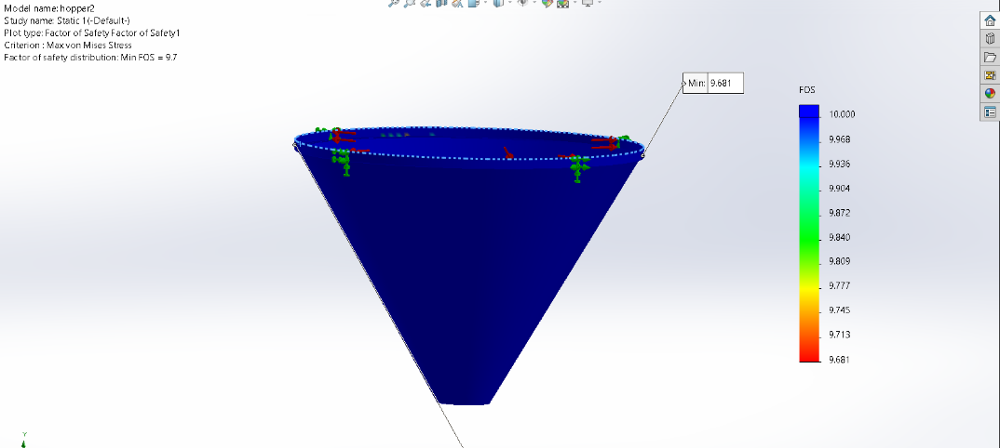 Model name: hopper2
Study name: Static 1(-Default-)
Plot type: Factor of Safety Factor of Safety1
Criterion : Max von Mises Stress
Factor of safety distribution: Min FOS = 9.7
Min: 9.681
FOS
10.000
9.968
9.936
9.904
9.872
9.840
9.809
9.777
9.745
9.713
9.681
Y